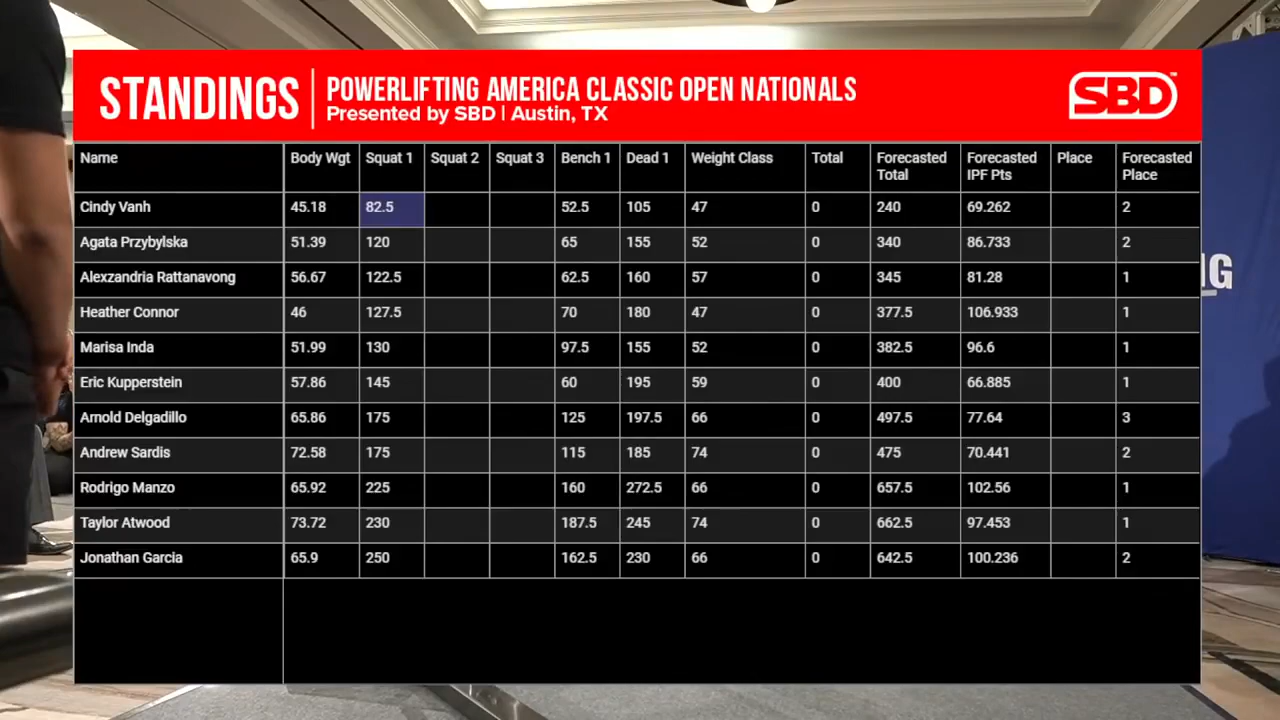 STANDINGS
POWERLIFTING AMERICA CLASSIC OPEN NATIONALS
Presented by SBD | Austin, TX
SBD™
Name Body Wgt Squat 1 Squat 2 Squat 3 Bench 1 Dead 1 Weight Class Total Forecasted Total Forecasted IPF Pts Place Forecasted Place
Cindy Vanh 45.18 82.5 52.5 105 47 0 240 69.262 2
Agata Przybylska 51.39 120 65 155 52 0 340 86.733 2
Alexzandria Rattanavong 56.67 122.5 62.5 160 57 0 345 81.28 1
Heather Connor 46 127.5 70 180 47 0 377.5 106.933 1
Marisa Inda 51.99 130 97.5 155 52 0 382.5 96.6 1
Eric Kupperstein 57.86 145 60 195 59 0 400 66.885 1
Arnold Delgadillo 65.86 175 125 197.5 66 0 497.5 77.64 3
Andrew Sardis 72.58 175 115 185 74 0 475 70.441 2
Rodrigo Manzo 65.92 225 160 272.5 66 0 657.5 102.56 1
Taylor Atwood 73.72 230 187.5 245 74 0 662.5 97.453 1
Jonathan Garcia 65.9 250 162.5 230 66 0 642.5 100.236 2